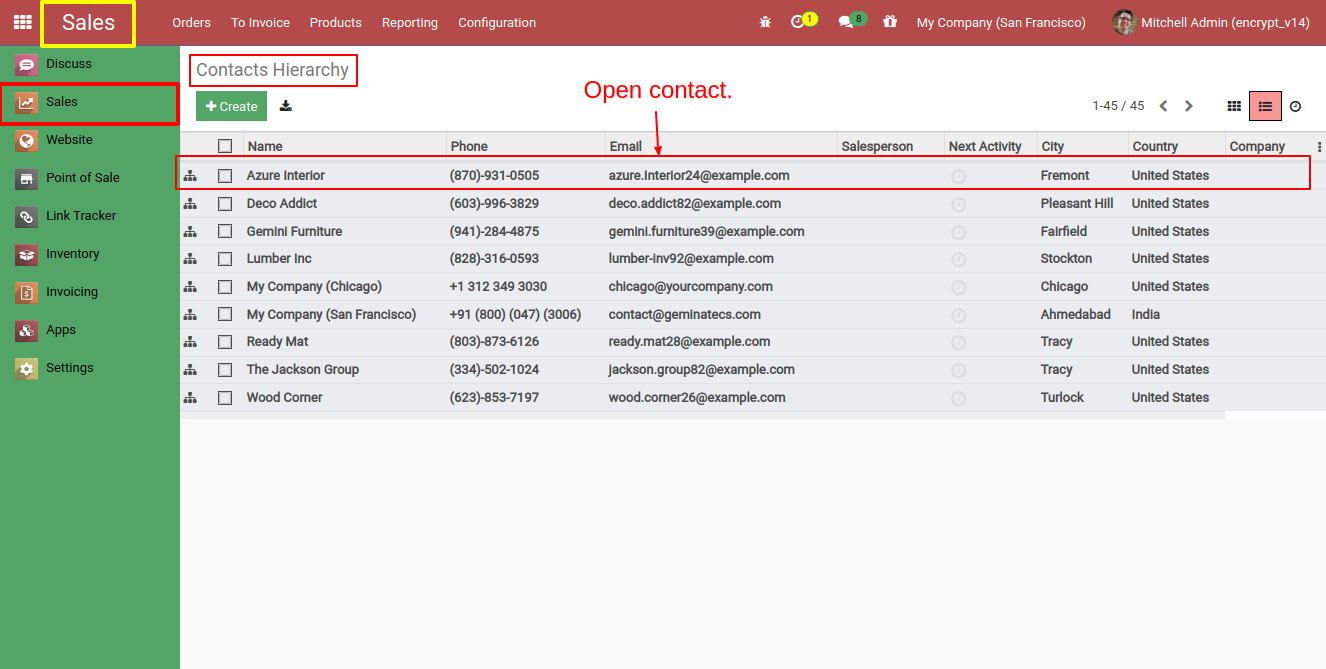 Sales Orders To Invoice Products Reporting Configuration 1 8 My Company (San Francisco) Mitchell Admin (encrypt_v14)
Discuss
Sales
Website
Point of Sale
Link Tracker
Inventory
Invoicing
Apps
Settings
Contacts Hierarchy
Open contact.
Create 1-45 / 45
Name Phone Email Salesperson Next Activity City Country Company
Azure Interior (870)-931-0505 azure.Interior24@example.com Fremont United States
Deco Addict (603)-996-3829 deco.addict82@example.com Pleasant Hill United States
Gemini Furniture (941)-284-4875 gemini.furniture39@example.com Fairfield United States
Lumber Inc (828)-316-0593 lumber-inv92@example.com Stockton United States
My Company (Chicago) +1 312 349 3030 chicago@yourcompany.com Chicago United States
My Company (San Francisco) +91 (800) (047) (3006) contact@geminatecs.com Ahmedabad India
Ready Mat (803)-873-6126 ready.mat28@example.com Tracy United States
The Jackson Group (334)-502-1024 jackson.group82@example.com Tracy United States
Wood Corner (623)-853-7197 wood.corner26@example.com Turlock United States